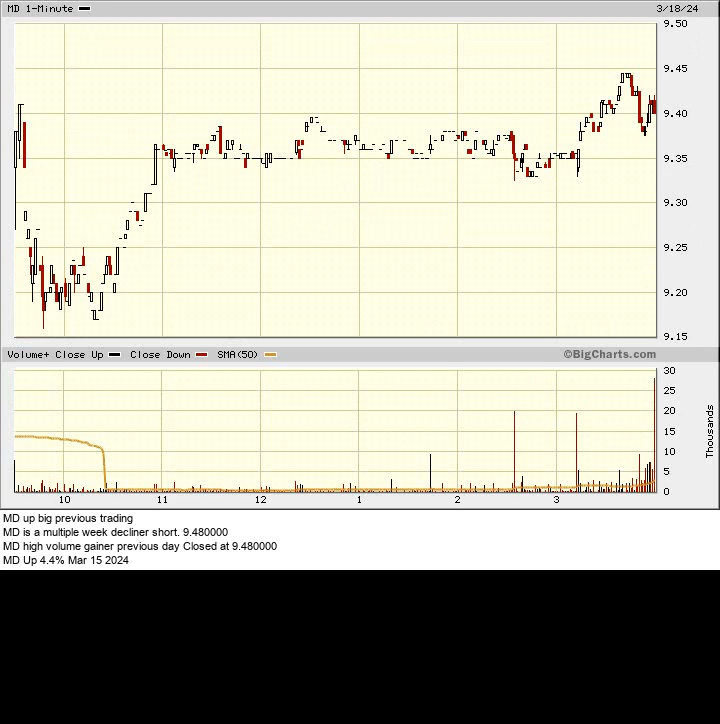 MD 1-Minute 3/18/24
9.50
9.45
9.40
9.35
9.30
9.25
9.20
9.15
Volume+ Close Up Close Down SMA(50) ©BigCharts.com
30
25
20
15
10
5
0
Thousands
10 11 12 1 2 3
MD up big previous trading
MD is a multiple week decliner short. 9.480000
MD high volume gainer previous day Closed at 9.480000
MD Up 4.4% Mar 15 2024